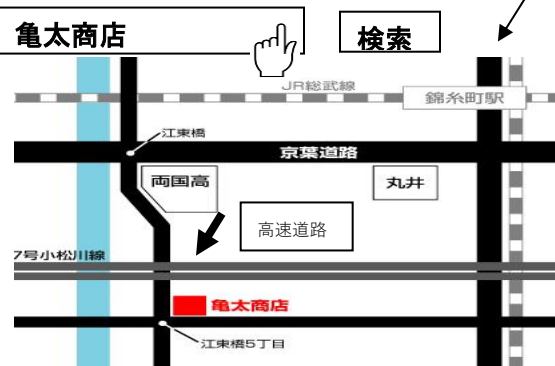 亀太商店
検索
JR総武線
錦糸町駅
江東橋
京葉道路
両国高
丸井
高速道路
7号小松川線
亀太商店
江東橋5丁目